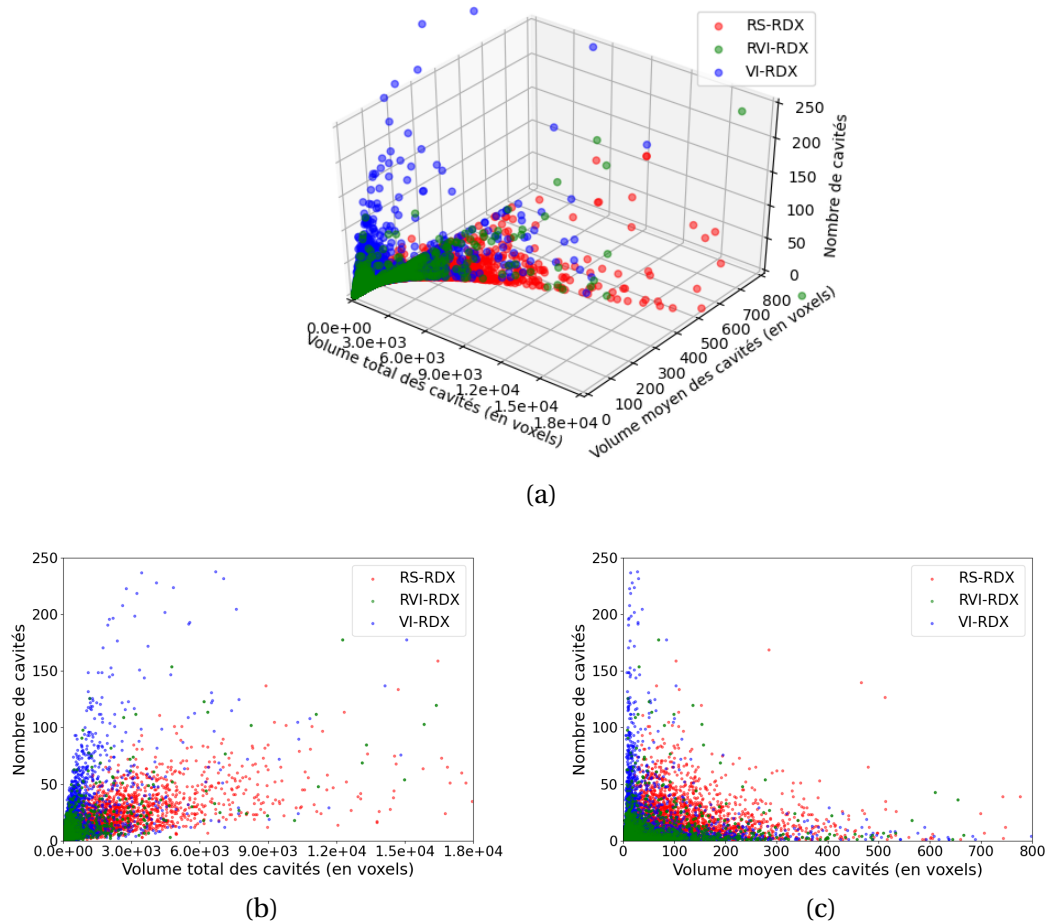 RS-RDX
RVI-RDX
VI-RDX
250
200
150
100
50
0
Nombre de cavités
0.0e+00
3.0e+03
6.0e+03
9.0e+03
1.2e+04
1.5e+04
1.8e+04
Volume total des cavités (en voxels)
0
100
200
300
400
500
600
700
800
Volume moyen des cavités (en voxels)
(a)
250
200
150
100
50
0
Nombre de cavités
RS-RDX
RVI-RDX
VI-RDX
0.0e+00 3.0e+03 6.0e+03 9.0e+03 1.2e+04 1.5e+04 1.8e+04
Volume total des cavités (en voxels)
(b)
250
200
150
100
50
0
Nombre de cavités
RS-RDX
RVI-RDX
VI-RDX
0 100 200 300 400 500 600 700 800
Volume moyen des cavités (en voxels)
(c)